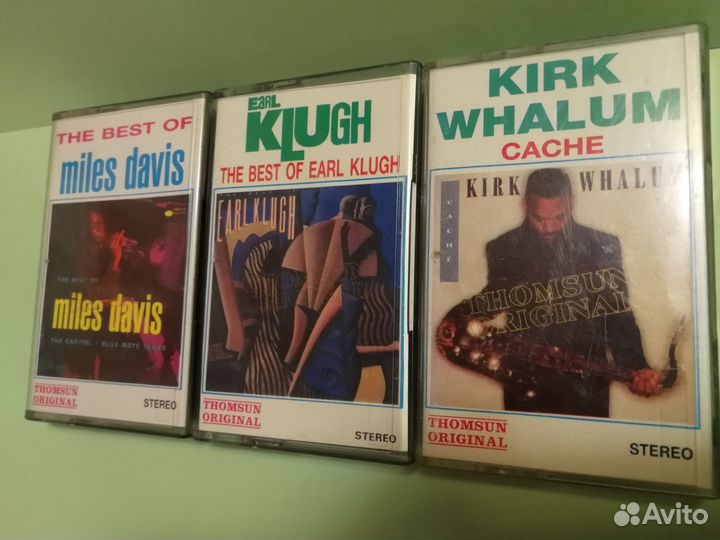 THE BEST OF
miles davis
THE BEST OF
miles davis
THE CAPITOL / BLUE NOTE YEARS
THOMSUN
ORIGINAL
STEREO
EARL
KLUGH
THE BEST OF EARL KLUGH
EARL KLUGH
THOMSUN
ORIGINAL
STEREO
KIRK
WHALUM
CACHE
KIRK WHALUM
CACHÉ
THOMSUN
ORIGINAL
THOMSUN
ORIGINAL
STEREO
Avito